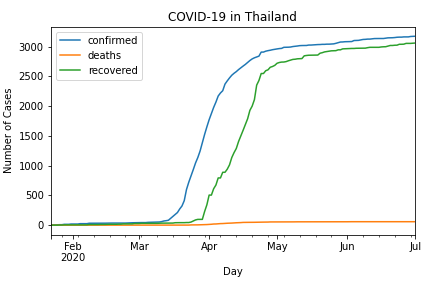 COVID-19 in Thailand
confirmed
deaths
recovered
Number of Cases
3000
2500
2000
1500
1000
500
0
Feb Mar Apr May Jun Jul
2020
Day